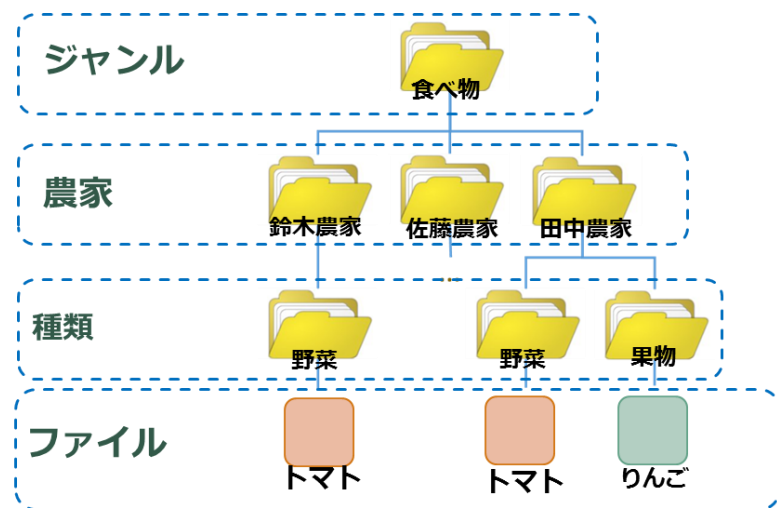 ジャンル
食べ物
農家
鈴木農家
佐藤農家
田中農家
種類
野菜
野菜
果物
ファイル
トマト
トマト
りんご